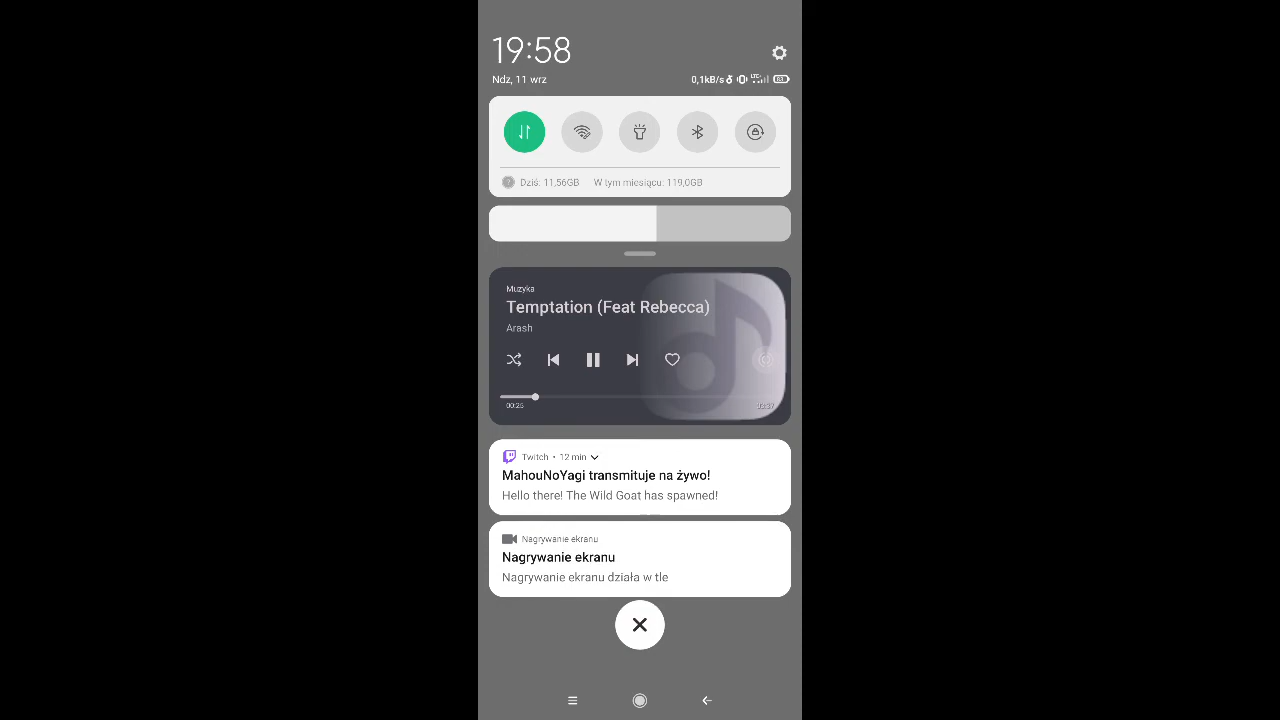 19:58
Ndz, 11 wrz
0,1kB/s
Dziś: 11,56GB W tym miesiącu: 119,0GB
Muzyka
Temptation (Feat Rebecca)
Arash
00:25
03:37
Twitch • 12 min
MahouNoYagi transmituje na żywo!
Hello there! The Wild Goat has spawned!
Nagrywanie ekranu
Nagrywanie ekranu
Nagrywanie ekranu działa w tle